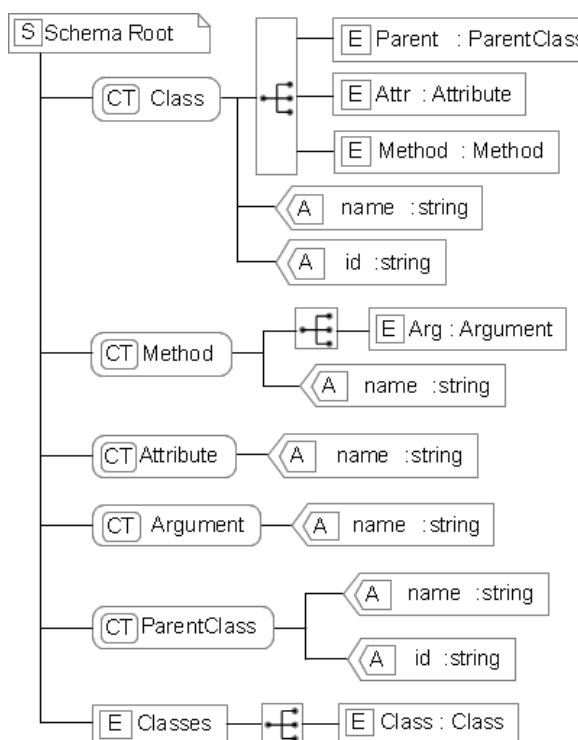 S Schema Root
E Parent : ParentClass
CT Class
E Attr : Attribute
E Method : Method
A name :string
A id :string
CT Method
E Arg : Argument
A name :string
CT Attribute
A name :string
CT Argument
A name :string
CT ParentClass
A name :string
A id :string
E Classes
E Class : Class